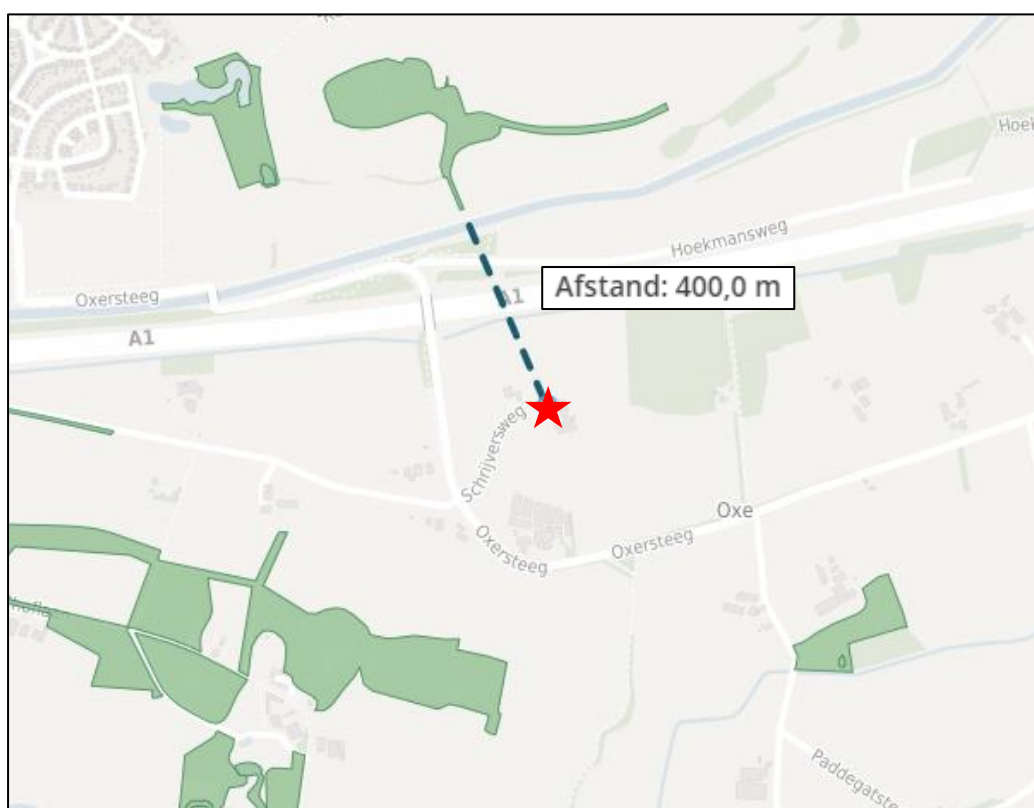 Hoek
Hoekmansweg
Afstand: 400,0 m
A1
Oxersteeg
A1
Schrijversweg
Oxe
Oxersteeg
Oxersteeg
Paddegatste